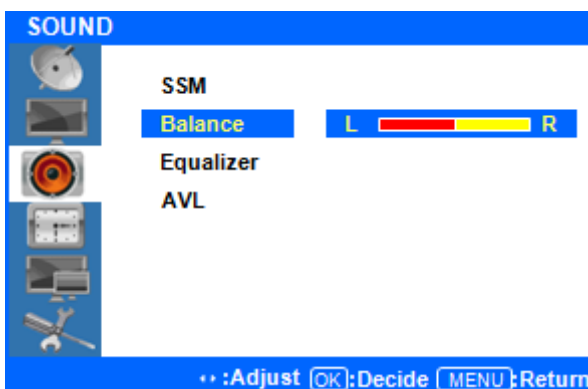 SOUND
SSM
Balance L R
Equalizer
AVL
:Adjust OK:Decide MENU:Return